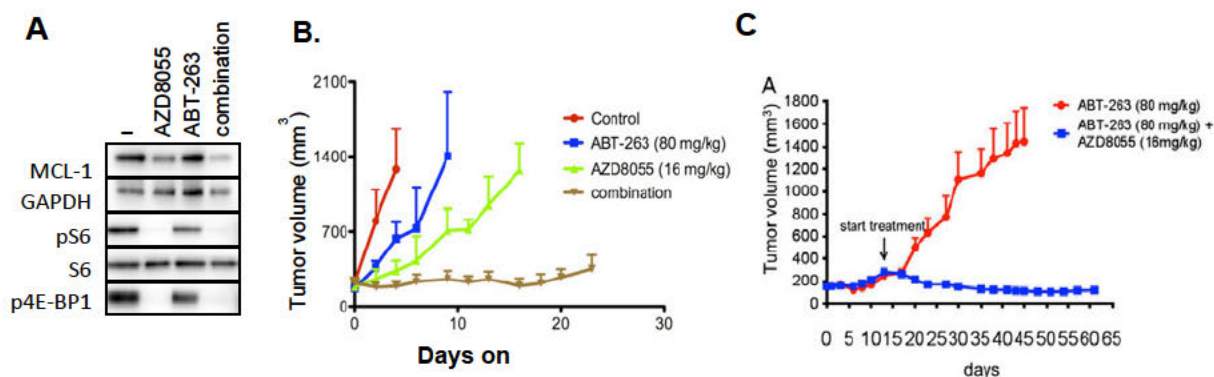 A
–
AZD8055
ABT-263
combination
MCL-1
GAPDH
pS6
S6
p4E-BP1
B.
Tumor volume (mm3)
2100
1400
700
0
0
10
20
30
Days on
Control
ABT-263 (80 mg/kg)
AZD8055 (16 mg/kg)
combination
C
A
Tumor volume (mm3)
1800
1600
1400
1200
1000
800
600
400
200
0
0 5 10 15 20 25 30 35 40 45 50 55 60 65
days
start treatment
ABT-263 (80 mg/kg)
ABT-263 (80 mg/kg) +
AZD8055 (16mg/kg)